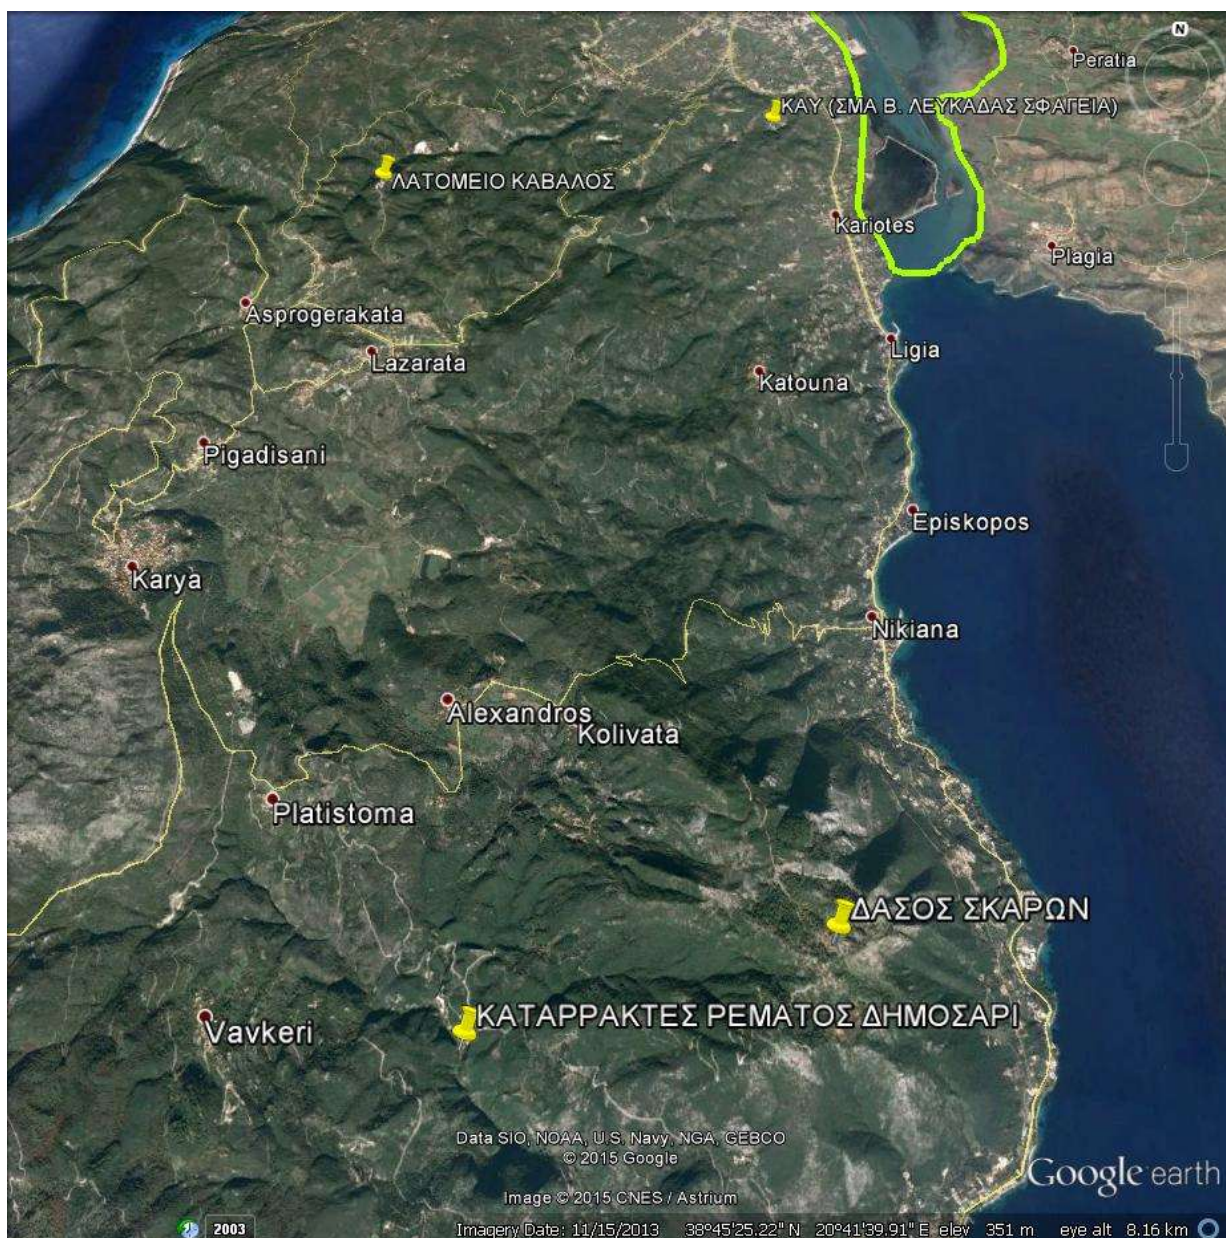 N
Peratia
ΚΑΥ (ΣΜΑ Β. ΛΕΥΚΑΔΑΣ ΣΦΑΓΕΙΑ)
ΛΑΤΟΜΕΙΟ ΚΑΒΑΛΟΣ
Kariotes
Plagia
Asprogerakata
Ligia
Lazarata
Katouna
Pigadisani
Episkopos
Karya
Nikiana
Alexandros
Kolivata
Platistoma
ΔΑΣΟΣ ΣΚΑΡΩΝ
ΚΑΤΑΡΡΑΚΤΕΣ ΡΕΜΑΤΟΣ ΔΗΜΟΣΑΡΙ
Vavkeri
Data SIO, NOAA, U.S. Navy, NGA, GEBCO
© 2015 Google
Image © 2015 CNES / Astrium
Google earth
2003
Imagery Date: 11/15/2013 38°45'25.22" N 20°41'39.91" E elev 351 m eye alt 8.16 km